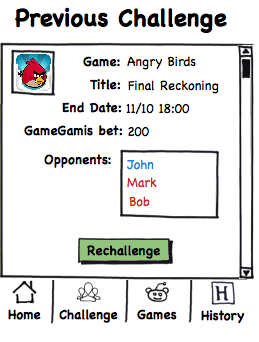 Previous Challenge
Game: Angry Birds
Title: Final Reckoning
End Date: 11/10 18:00
GameGamis bet: 200
Opponents: John
Mark
Bob
Rechallenge
Home Challenge Games H History